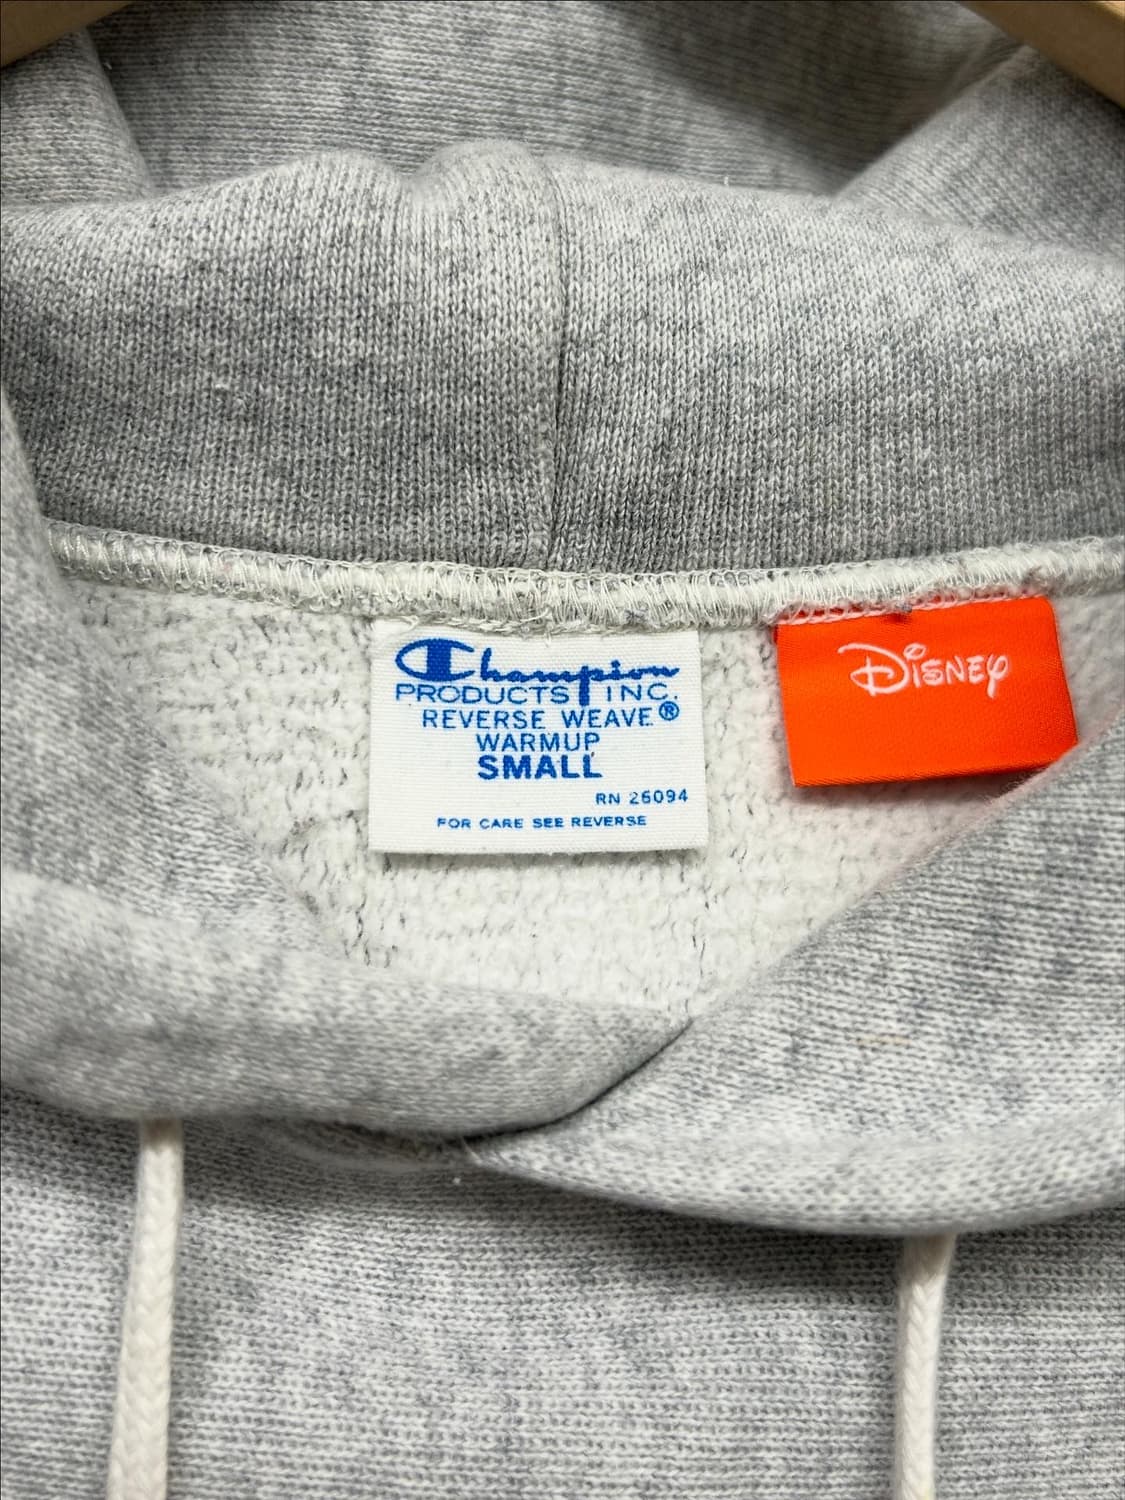 Champion
PRODUCTS INC.
REVERSE WEAVE®
WARMUP
SMALL
RN 26094
FOR CARE SEE REVERSE
DISNEY